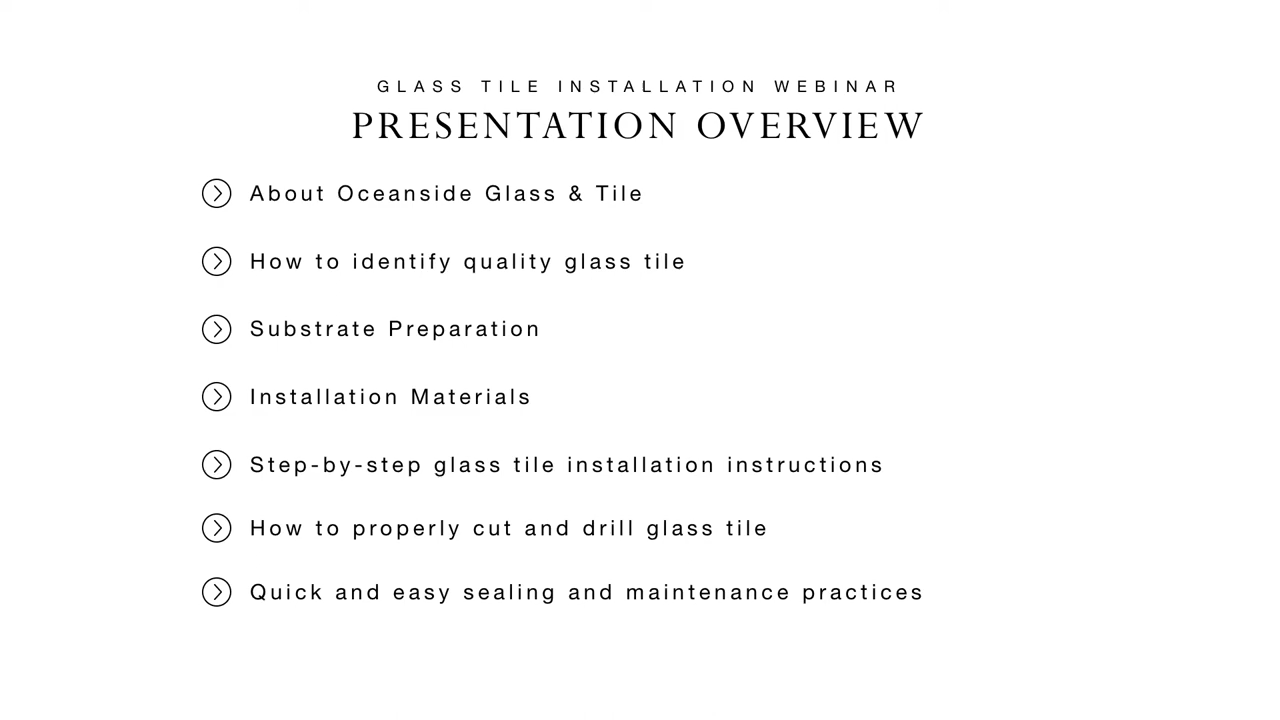 GLASS TILE INSTALLATION WEBINAR
PRESENTATION OVERVIEW
About Oceanside Glass & Tile
How to identify quality glass tile
Substrate Preparation
Installation Materials
Step-by-step glass tile installation instructions
How to properly cut and drill glass tile
Quick and easy sealing and maintenance practices